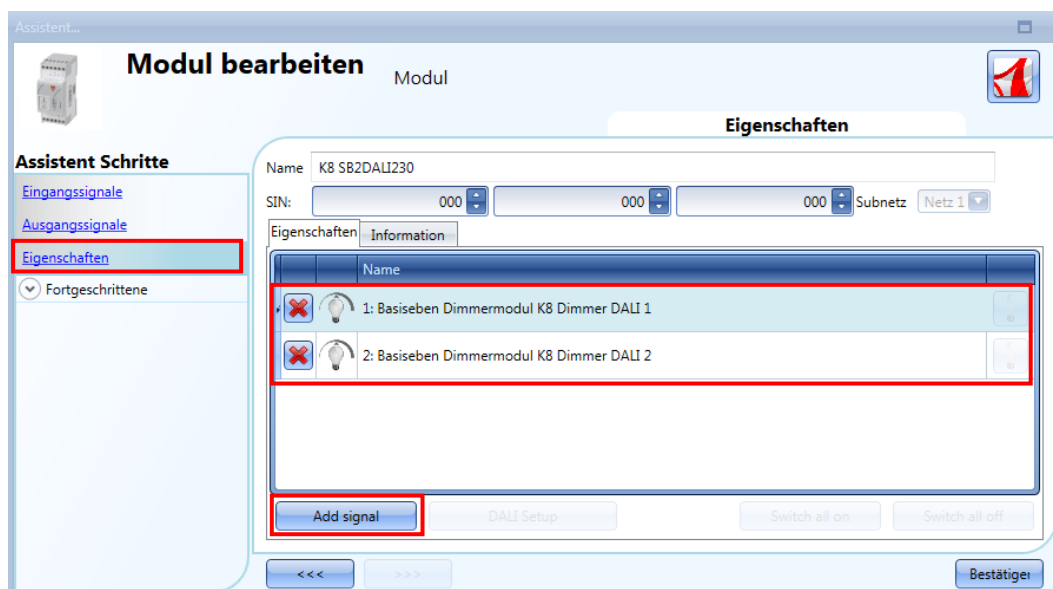 Assistent...
Modul bearbeiten
Modul
Eigenschaften
Assistent Schritte
Eingangssignale
Ausgangssignale
Eigenschaften
Fortgeschrittene
Name K8 SB2DALI230
SIN: 000 000 000 Subnetz Netz 1
Eigenschaften Information
Name
1: Basiseben Dimmermodul K8 Dimmer DALI 1
2: Basiseben Dimmermodul K8 Dimmer DALI 2
Add signal DALI Setup Switch all on Switch all off
<<< >>> Bestätiger